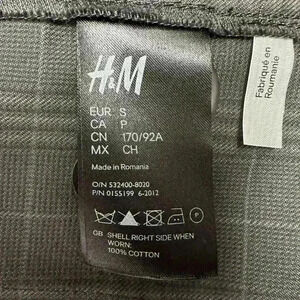 H&M
EUR S
CA P
CN 170/92A
MX CH
Made in Romania
O/N 532400-8020
P/N 0155199 6-2012
P
GB SHELL RIGHT SIDE WHEN
WORN:
100% COTTON
Fabriqué en
Roumanie